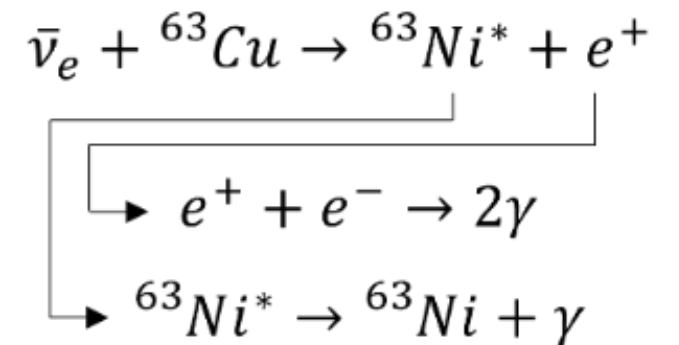 ν̄ₑ + ⁶³Cu → ⁶³Ni* + e⁺
e⁺ + e⁻ → 2γ
⁶³Ni* → ⁶³Ni + γ